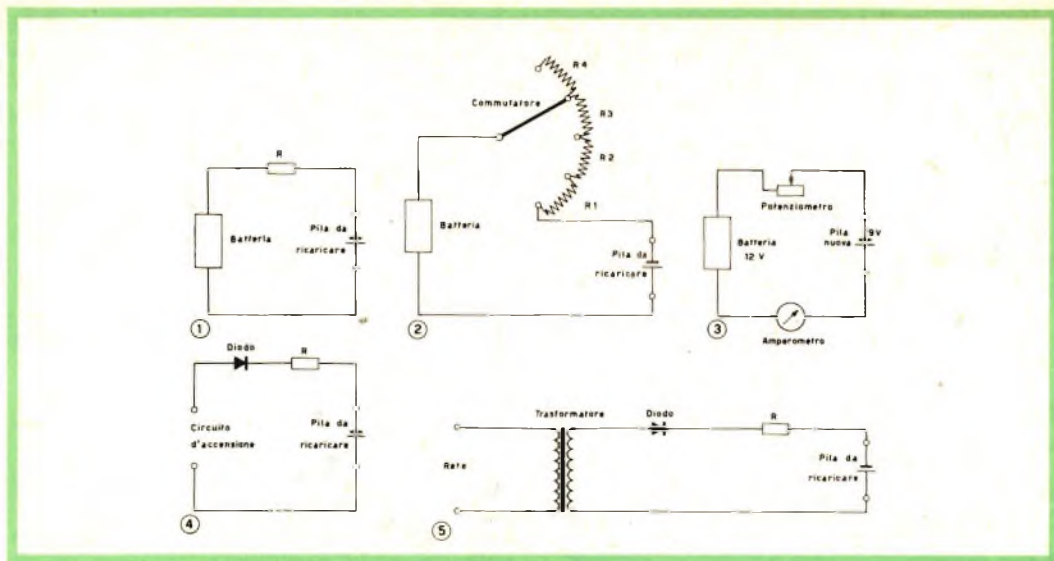 R
Batteria
Pila da
ricaricare
1
Commutatore
R4
R3
R2
R1
Batteria
Pila da
ricaricare
2
Potenziometro
Batteria
12 V
Pila
nuova
9V
Amparometro
3
Diodo
R
Circuito
d'accensione
Pila da
ricaricare
4
Trasformatore
Diodo
R
Rete
Pila da
ricaricare
5